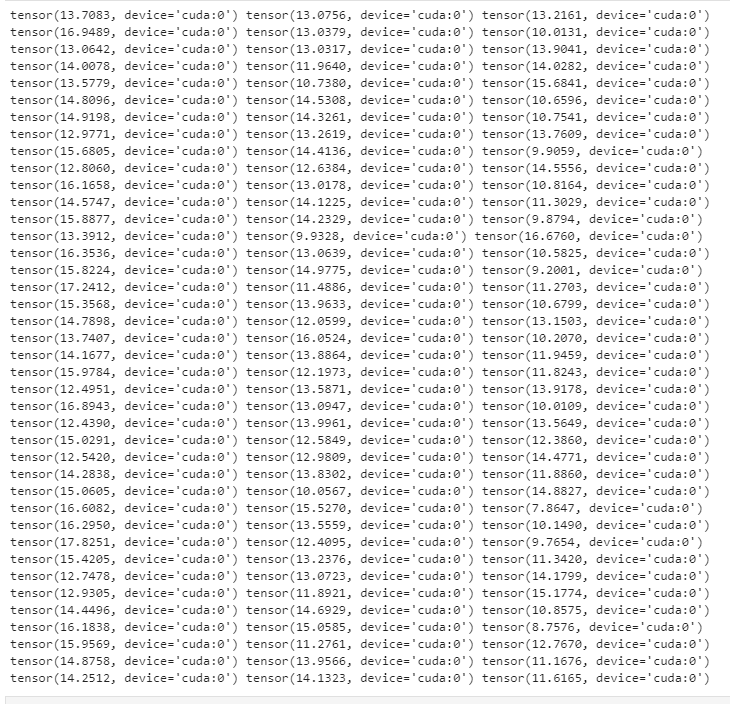 tensor(13.7083, device='cuda:0') tensor(13.0756, device='cuda:0') tensor(13.2161, device='cuda:0')
tensor(16.9489, device='cuda:0') tensor(13.0379, device='cuda:0') tensor(10.0131, device='cuda:0')
tensor(13.0642, device='cuda:0') tensor(13.0317, device='cuda:0') tensor(13.9041, device='cuda:0')
tensor(14.0078, device='cuda:0') tensor(11.9640, device='cuda:0') tensor(14.0282, device='cuda:0')
tensor(13.5779, device='cuda:0') tensor(10.7380, device='cuda:0') tensor(15.6841, device='cuda:0')
tensor(14.8096, device='cuda:0') tensor(14.5308, device='cuda:0') tensor(10.6596, device='cuda:0')
tensor(14.9198, device='cuda:0') tensor(14.3261, device='cuda:0') tensor(10.7541, device='cuda:0')
tensor(12.9771, device='cuda:0') tensor(13.2619, device='cuda:0') tensor(13.7609, device='cuda:0')
tensor(15.6805, device='cuda:0') tensor(14.4136, device='cuda:0') tensor(9.9059, device='cuda:0')
tensor(12.8060, device='cuda:0') tensor(12.6384, device='cuda:0') tensor(14.5556, device='cuda:0')
tensor(16.1658, device='cuda:0') tensor(13.0178, device='cuda:0') tensor(10.8164, device='cuda:0')
tensor(14.5747, device='cuda:0') tensor(14.1225, device='cuda:0') tensor(11.3029, device='cuda:0')
tensor(15.8877, device='cuda:0') tensor(14.2329, device='cuda:0') tensor(9.8794, device='cuda:0')
tensor(13.3912, device='cuda:0') tensor(9.9328, device='cuda:0') tensor(16.6760, device='cuda:0')
tensor(16.3536, device='cuda:0') tensor(13.0639, device='cuda:0') tensor(10.5825, device='cuda:0')
tensor(15.8224, device='cuda:0') tensor(14.9775, device='cuda:0') tensor(9.2001, device='cuda:0')
tensor(17.2412, device='cuda:0') tensor(11.4886, device='cuda:0') tensor(11.2703, device='cuda:0')
tensor(15.3568, device='cuda:0') tensor(13.9633, device='cuda:0') tensor(10.6799, device='cuda:0')
tensor(14.7898, device='cuda:0') tensor(12.0599, device='cuda:0') tensor(13.1503, device='cuda:0')
tensor(13.7407, device='cuda:0') tensor(16.0524, device='cuda:0') tensor(10.2070, device='cuda:0')
tensor(14.1677, device='cuda:0') tensor(13.8864, device='cuda:0') tensor(11.9459, device='cuda:0')
tensor(15.9784, device='cuda:0') tensor(12.1973, device='cuda:0') tensor(11.8243, device='cuda:0')
tensor(12.4951, device='cuda:0') tensor(13.5871, device='cuda:0') tensor(13.9178, device='cuda:0')
tensor(16.8943, device='cuda:0') tensor(13.0947, device='cuda:0') tensor(10.0109, device='cuda:0')
tensor(12.4390, device='cuda:0') tensor(13.9961, device='cuda:0') tensor(13.5649, device='cuda:0')
tensor(15.0291, device='cuda:0') tensor(12.5849, device='cuda:0') tensor(12.3860, device='cuda:0')
tensor(12.5420, device='cuda:0') tensor(12.9809, device='cuda:0') tensor(14.4771, device='cuda:0')
tensor(14.2838, device='cuda:0') tensor(13.8302, device='cuda:0') tensor(11.8860, device='cuda:0')
tensor(15.0605, device='cuda:0') tensor(10.0567, device='cuda:0') tensor(14.8827, device='cuda:0')
tensor(16.6082, device='cuda:0') tensor(15.5270, device='cuda:0') tensor(7.8647, device='cuda:0')
tensor(16.2950, device='cuda:0') tensor(13.5559, device='cuda:0') tensor(10.1490, device='cuda:0')
tensor(17.8251, device='cuda:0') tensor(12.4095, device='cuda:0') tensor(9.7654, device='cuda:0')
tensor(15.4205, device='cuda:0') tensor(13.2376, device='cuda:0') tensor(11.3420, device='cuda:0')
tensor(12.7478, device='cuda:0') tensor(13.0723, device='cuda:0') tensor(14.1799, device='cuda:0')
tensor(12.9305, device='cuda:0') tensor(11.8921, device='cuda:0') tensor(15.1774, device='cuda:0')
tensor(14.4496, device='cuda:0') tensor(14.6929, device='cuda:0') tensor(10.8575, device='cuda:0')
tensor(16.1838, device='cuda:0') tensor(15.0585, device='cuda:0') tensor(8.7576, device='cuda:0')
tensor(15.9569, device='cuda:0') tensor(11.2761, device='cuda:0') tensor(12.7670, device='cuda:0')
tensor(14.8758, device='cuda:0') tensor(13.9566, device='cuda:0') tensor(11.1676, device='cuda:0')
tensor(14.2512, device='cuda:0') tensor(14.1323, device='cuda:0') tensor(11.6165, device='cuda:0')